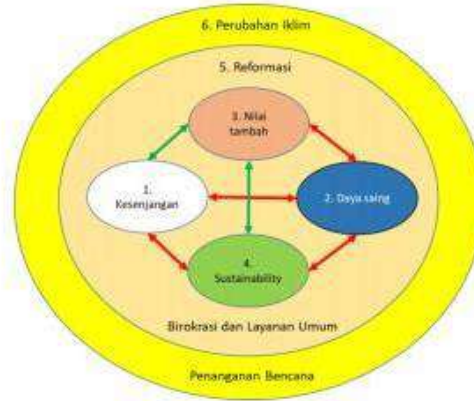 6. Perubahan Iklim
5. Reformasi
3. Nilai
tambah
1.
Kesenjangan
2. Daya saing
4.
Sustainability
Birokrasi dan Layanan Umum
Penanganan Bencana